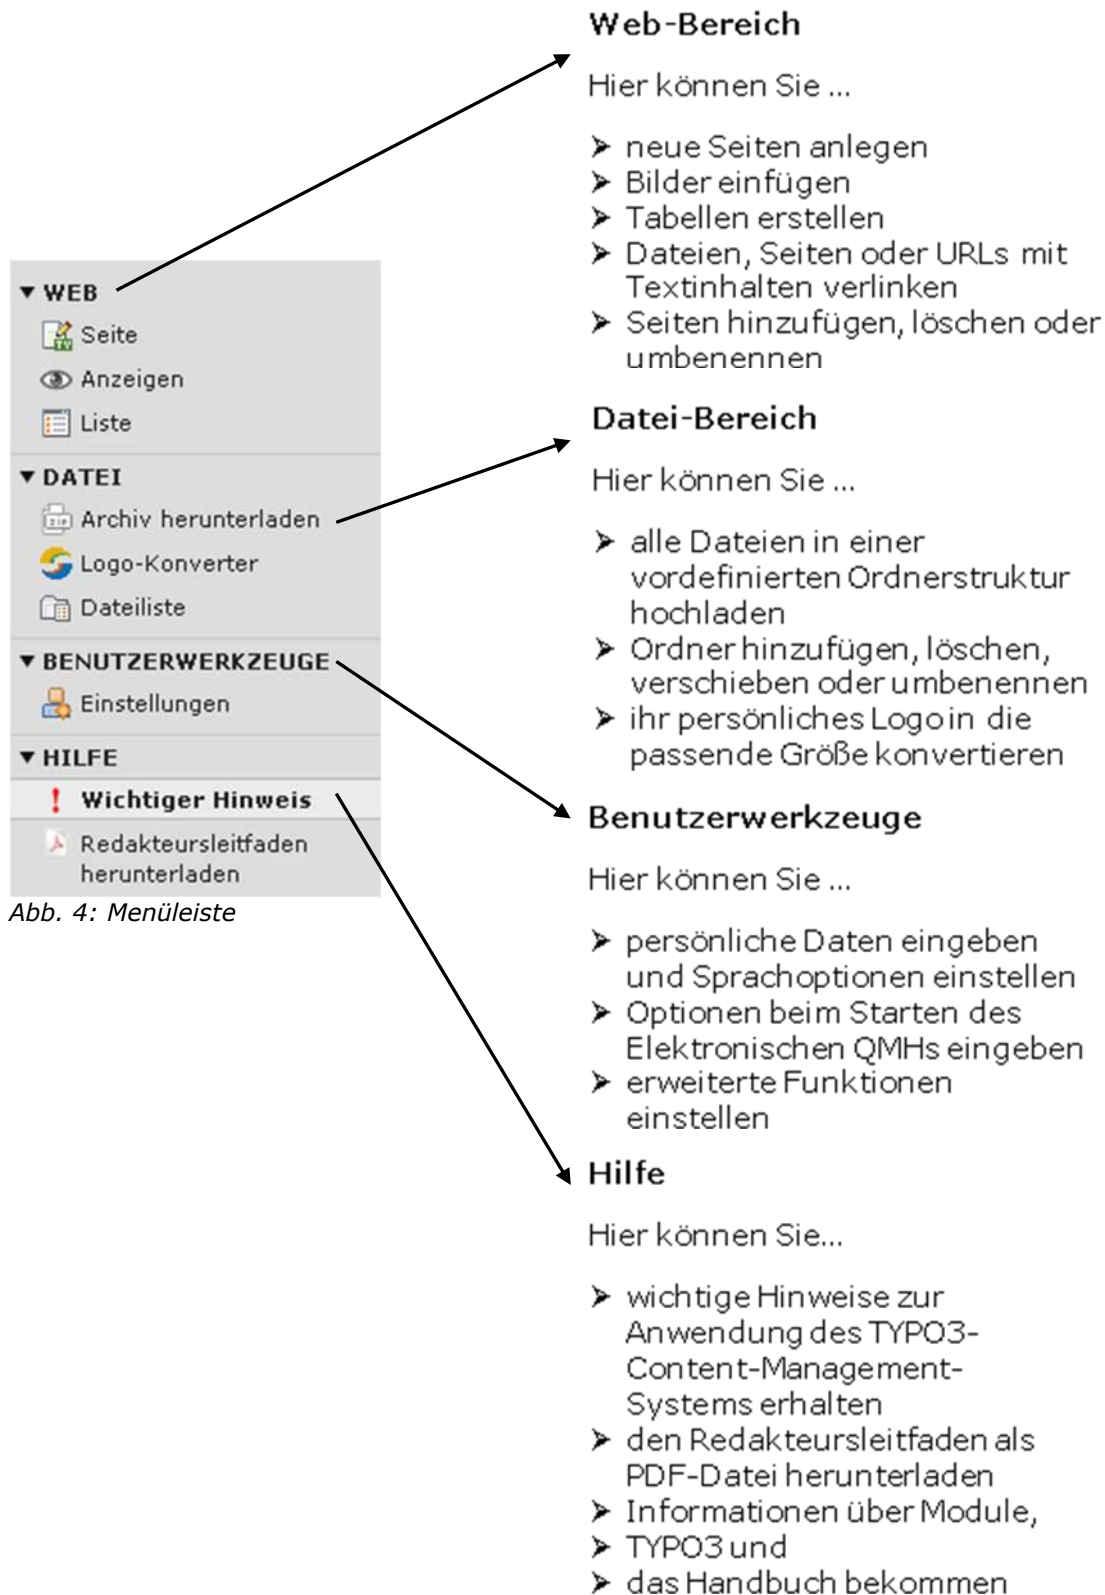 WEB
Seite
Anzeigen
Liste
DATEI
Archiv herunterladen
Logo-Konverter
Dateiliste
BENUTZERWERKZEUGE
Einstellungen
HILFE
Wichtiger Hinweis
Redakteursleitfaden
herunterladen
Abb. 4: Menüleiste
Web-Bereich
Hier können Sie ...
neue Seiten anlegen
Bilder einfügen
Tabellen erstellen
Dateien, Seiten oder URLs mit
Textinhalten verlinken
Seiten hinzufügen, löschen oder
umbenennen
Datei-Bereich
Hier können Sie ...
alle Dateien in einer
vordefinierten Ordnerstruktur
hochladen
Ordner hinzufügen, löschen,
verschieben oder umbenennen
ihr persönliches Logo in die
passende Größe konvertieren
Benutzerwerkzeuge
Hier können Sie ...
persönliche Daten eingeben
und Sprachoptionen einstellen
Optionen beim Starten des
Elektronischen QMHs eingeben
erweiterte Funktionen
einstellen
Hilfe
Hier können Sie...
wichtige Hinweise zur
Anwendung des TYPO3-
Content-Management-
Systems erhalten
den Redakteursleitfaden als
PDF-Datei herunterladen
Informationen über Module,
TYPO3 und
das Handbuch bekommen